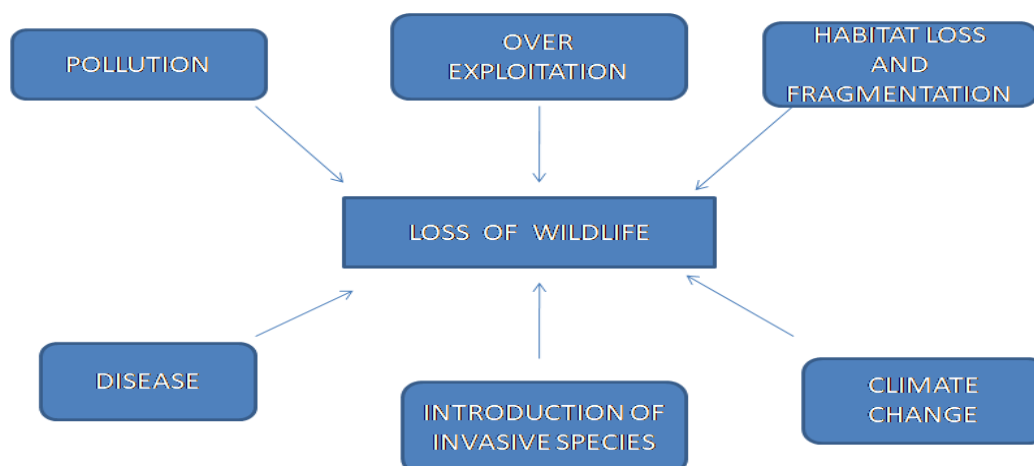 POLLUTION
OVER
EXPLOITATION
HABITAT LOSS
AND
FRAGMENTATION
LOSS OF WILDLIFE
DISEASE
INTRODUCTION OF
INVASIVE SPECIES
CLIMATE
CHANGE